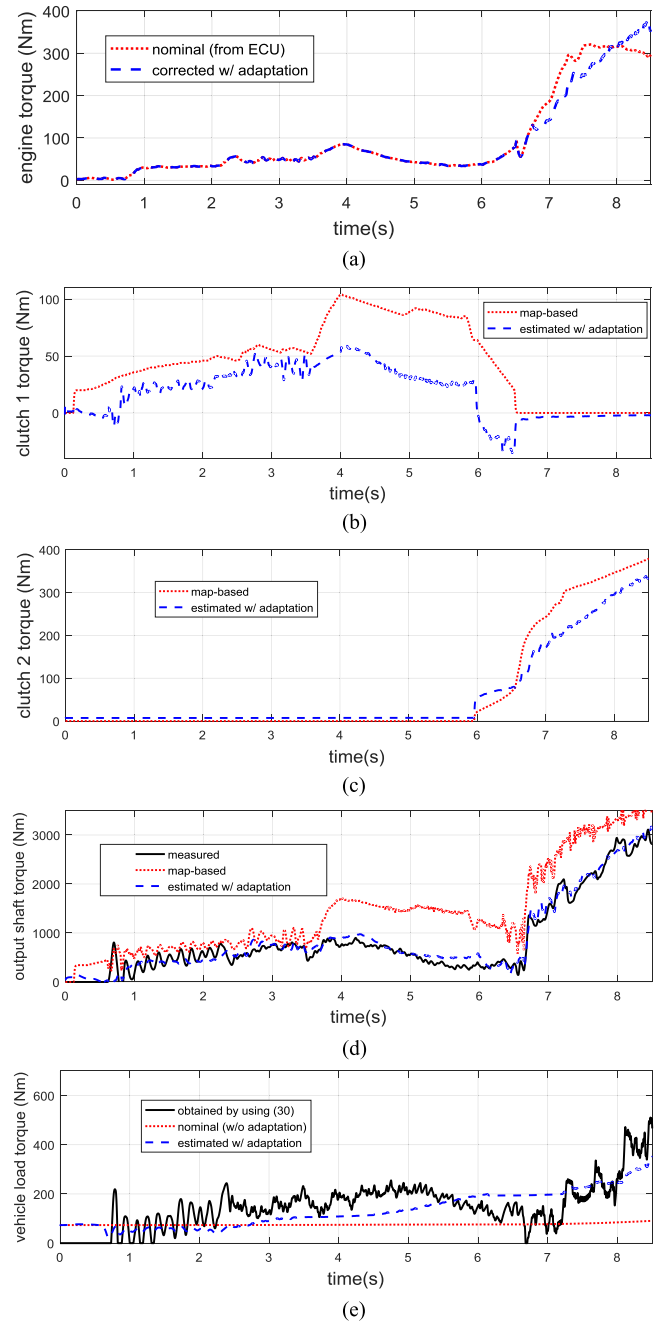 400
300
200
100
0
engine torque (Nm)
nominal (from ECU)
corrected w/ adaptation
0 1 2 3 4 5 6 7 8
time(s)
(a)
100
50
0
clutch 1 torque (Nm)
map-based
estimated w/ adaptation
0 1 2 3 4 5 6 7 8
time(s)
(b)
400
300
200
100
0
clutch 2 torque (Nm)
map-based
estimated w/ adaptation
0 1 2 3 4 5 6 7 8
time(s)
(c)
3000
2000
1000
0
output shaft torque (Nm)
measured
map-based
estimated w/ adaptation
0 1 2 3 4 5 6 7 8
time(s)
(d)
600
400
200
0
vehicle load torque (Nm)
obtained by using (30)
nominal (w/o adaptation)
estimated w/ adaptation
0 1 2 3 4 5 6 7 8
time(s)
(e)